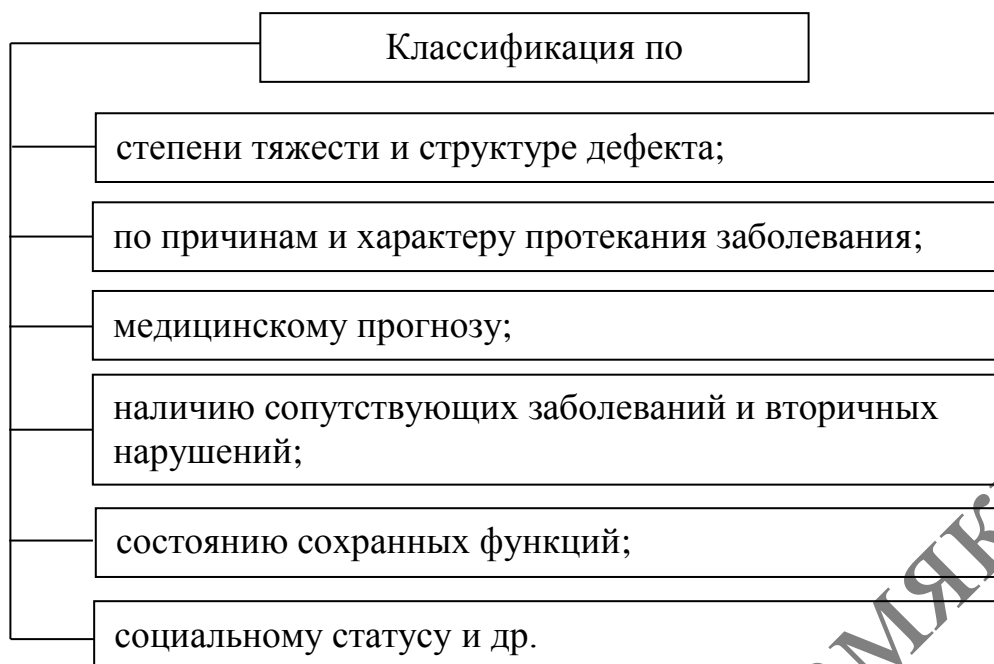 Классификация по
степени тяжести и структуре дефекта;
по причинам и характеру протекания заболевания;
медицинскому прогнозу;
наличию сопутствующих заболеваний и вторичных
нарушений;
состоянию сохранных функций;
социальному статусу и др.